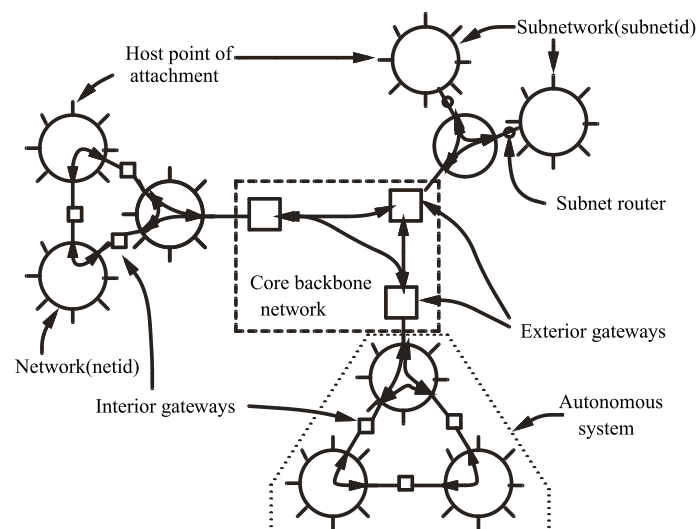 Subnetwork(subnetid)
Host point of
attachment
Subnet router
Core backbone
network
Exterior gateways
Network(netid)
Interior gateways
Autonomous
system